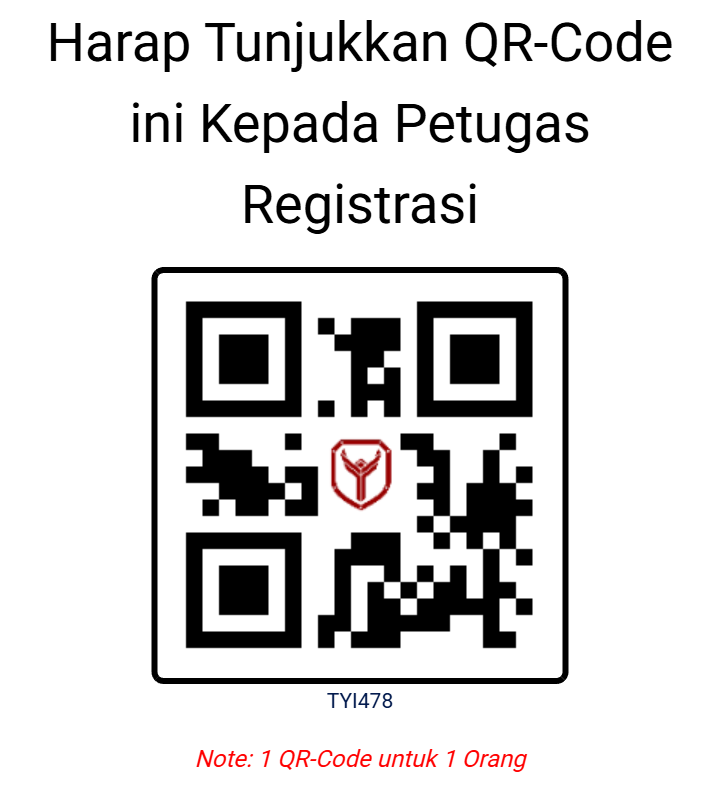 Harap Tunjukkan QR-Code
ini Kepada Petugas
Registrasi
TYI478
Note: 1 QR-Code untuk 1 Orang